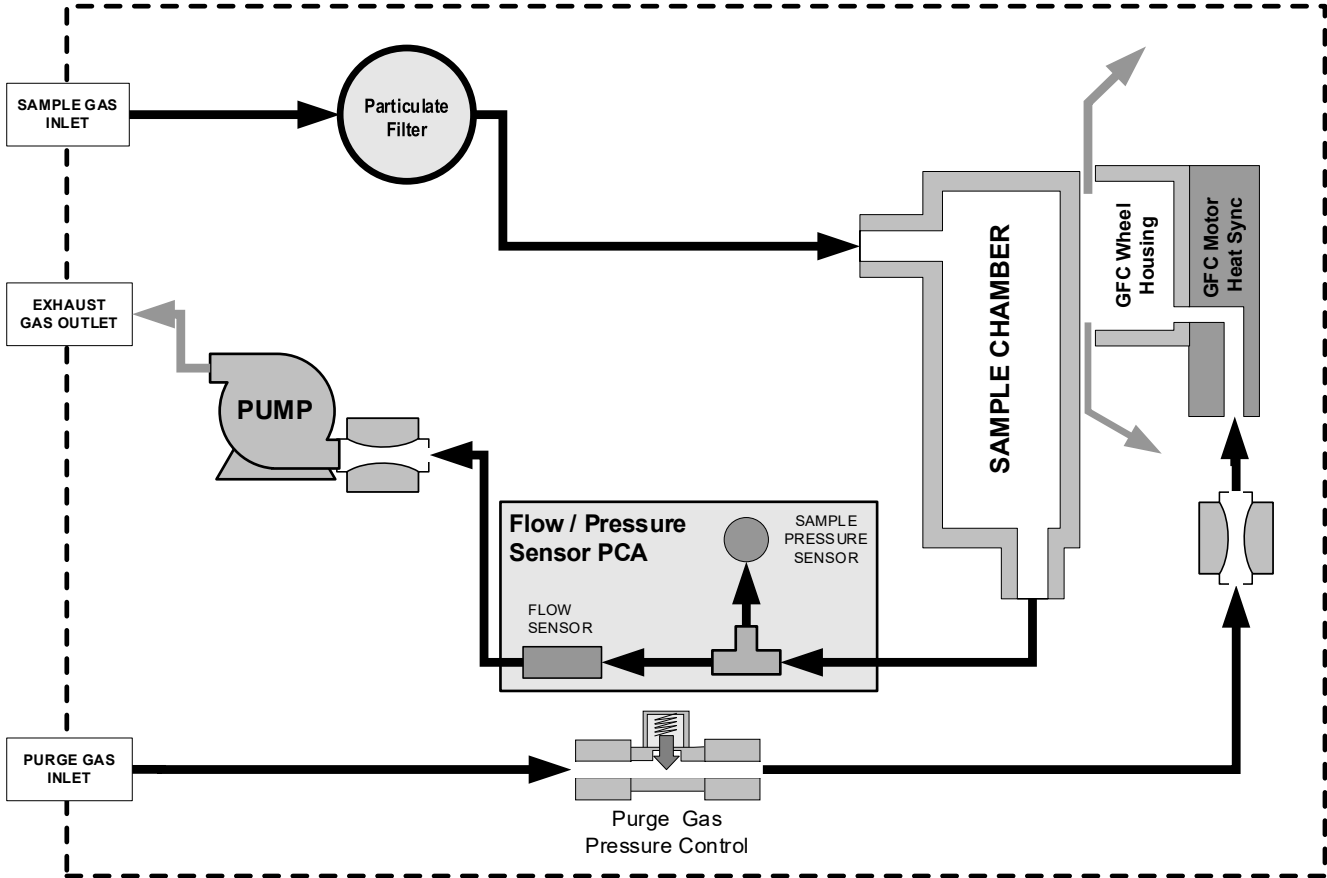 SAMPLE GAS
INLET
Particulate
Filter
EXHAUST
GAS OUTLET
PUMP
SAMPLE CHAMBER
GFC Wheel
Housing
GFC Motor
Heat Sync
Flow / Pressure
Sensor PCA
SAMPLE
PRESSURE
SENSOR
FLOW
SENSOR
PURGE GAS
INLET
Purge Gas
Pressure Control